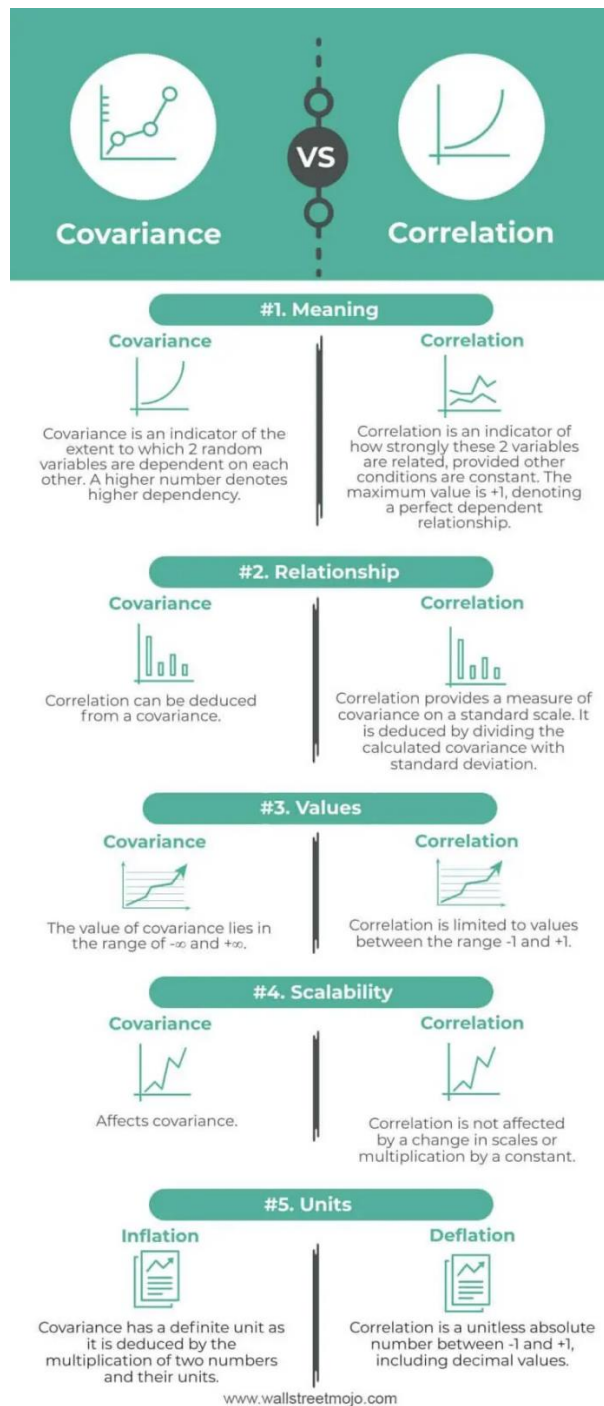 VS
Covariance
Correlation
#1. Meaning
Covariance
Covariance is an indicator of the
extent to which 2 random
variables are dependent on each
other. A higher number denotes
higher dependency.
Correlation
Correlation is an indicator of
how strongly these 2 variables
are related, provided other
conditions are constant. The
maximum value is +1, denoting
a perfect dependent
relationship.
#2. Relationship
Covariance
Correlation can be deduced
from a covariance.
Correlation
Correlation provides a measure of
covariance on a standard scale. It
is deduced by dividing the
calculated covariance with
standard deviation.
#3. Values
Covariance
The value of covariance lies in
the range of -∞ and +∞.
Correlation
Correlation is limited to values
between the range -1 and +1.
#4. Scalability
Covariance
Affects covariance.
Correlation
Correlation is not affected
by a change in scales or
multiplication by a constant.
#5. Units
Inflation
Covariance has a definite unit as
it is deduced by the
multiplication of two numbers
and their units.
Deflation
Correlation is a unitless absolute
number between -1 and +1,
including decimal values.
www.wallstreetmojo.com